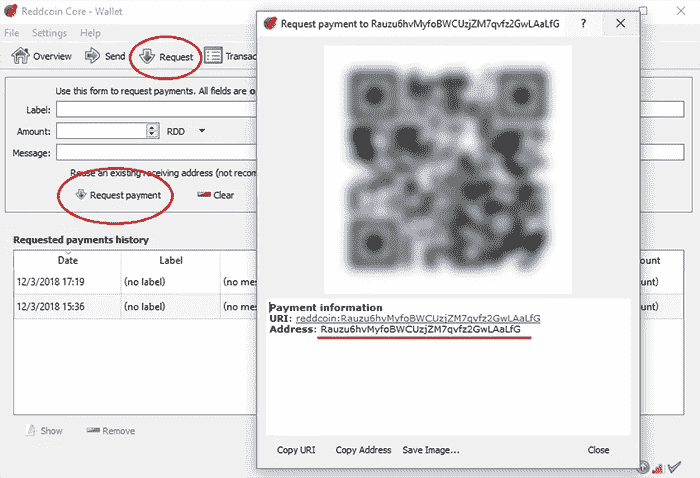 Reddcoin Core - Wallet
File Settings Help
Overview Send Request Transac
Use this form to request payments. All fields are o
Label:
Amount: RDD
Message:
Reuse an existing receiving address (not recom
Request payment Clear
Requested payments history
Date Label ount
12/3/2018 17:19 (no label) (no mes unt)
12/3/2018 15:36 (no label) (no mes unt)
Show Remove
Request payment to Rauzu6hvMyfoBWCUzjZM7qvfz2GwLAaLfG ?
Payment information
URI: reddcoin:Rauzu6hvMyfoBWCUzjZM7qvfz2GwLAaLfG
Address: Rauzu6hvMyfoBWCUzjZM7qvfz2GwLAaLfG
Copy URI Copy Address Save Image... Close